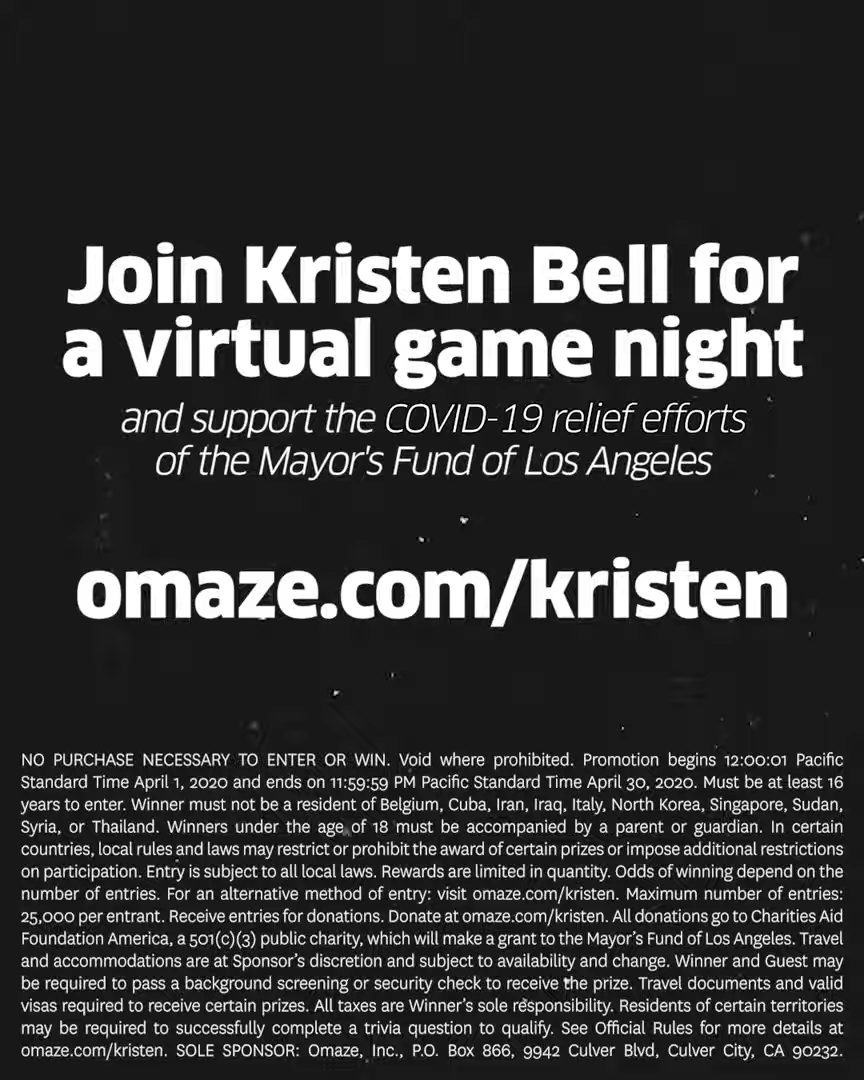 Join Kristen Bell for
a virtual game night
and support the COVID-19 relief efforts
of the Mayor's Fund of Los Angeles
omaze.com/kristen
NO PURCHASE NECESSARY TO ENTER OR WIN. Void where prohibited. Promotion begins 12:00:01 Pacific
Standard Time April 1, 2020 and ends on 11:59:59 PM Pacific Standard Time April 30, 2020. Must be at least 16
years to enter. Winner must not be a resident of Belgium, Cuba, Iran, Iraq, Italy, North Korea, Singapore, Sudan,
Syria, or Thailand. Winners under the age of 18 must be accompanied by a parent or guardian. In certain
countries, local rules and laws may restrict or prohibit the award of certain prizes or impose additional restrictions
on participation. Entry is subject to all local laws. Rewards are limited in quantity. Odds of winning depend on the
number of entries. For an alternative method of entry: visit omaze.com/kristen. Maximum number of entries:
25,000 per entrant. Receive entries for donations. Donate at omaze.com/kristen. All donations go to Charities Aid
Foundation America, a 501(c)(3) public charity, which will make a grant to the Mayor's Fund of Los Angeles. Travel
and accommodations are at Sponsor's discretion and subject to availability and change. Winner and Guest may
be required to pass a background screening or security check to receive the prize. Travel documents and valid
visas required to receive certain prizes. All taxes are Winner's sole responsibility. Residents of certain territories
may be required to successfully complete a trivia question to qualify. See Official Rules for more details at
omaze.com/kristen. SOLE SPONSOR: Omaze, Inc., P.O. Box 866, 9942 Culver Blvd, Culver City, CA 90232.